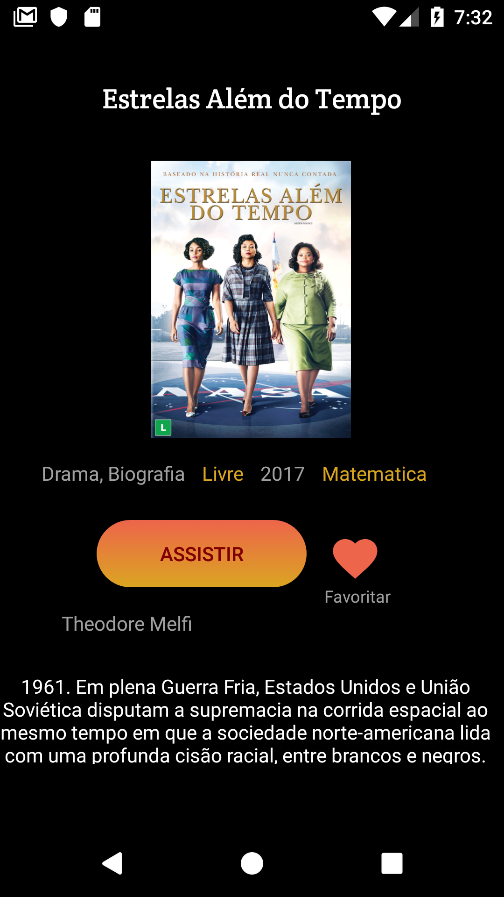 7:32
Estrelas Além do Tempo
BASEADO NA HISTÓRIA REAL NUNCA CONTADA
ESTRELAS ALÉM
DO TEMPO
NASA
L
Drama, Biografia Livre 2017 Matematica
ASSISTIR
Favoritar
Theodore Melfi
1961. Em plena Guerra Fria, Estados Unidos e União
Soviética disputam a supremacia na corrida espacial ao
mesmo tempo em que a sociedade norte-americana lida
com uma profunda cisão racial, entre brancos e negros.